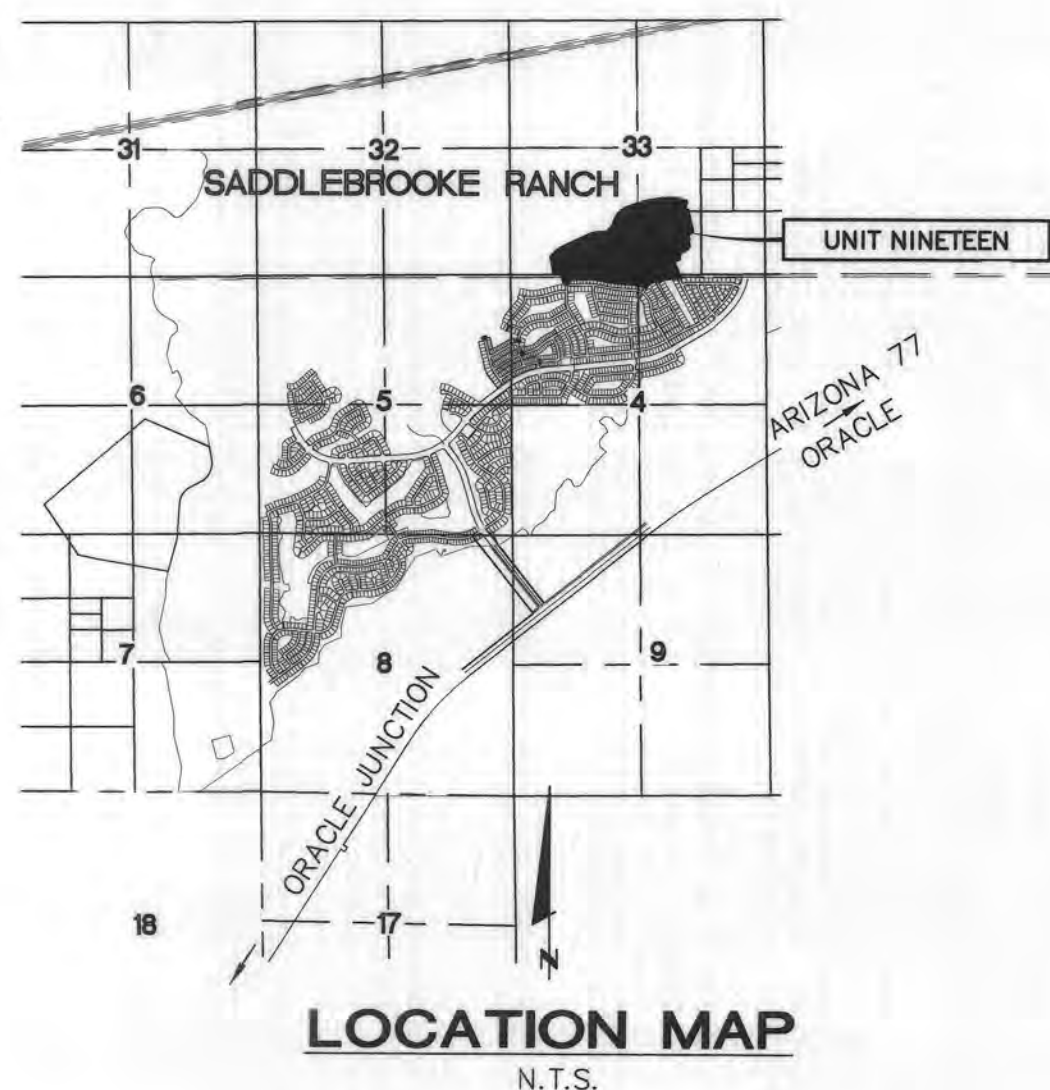 31
32
33
SADDLEBROOKE RANCH
UNIT NINETEEN
6
5
4
ARIZONA 77
ORACLE
7
8
9
ORACLE JUNCTION
18
17
N
LOCATION MAP
N.T.S.